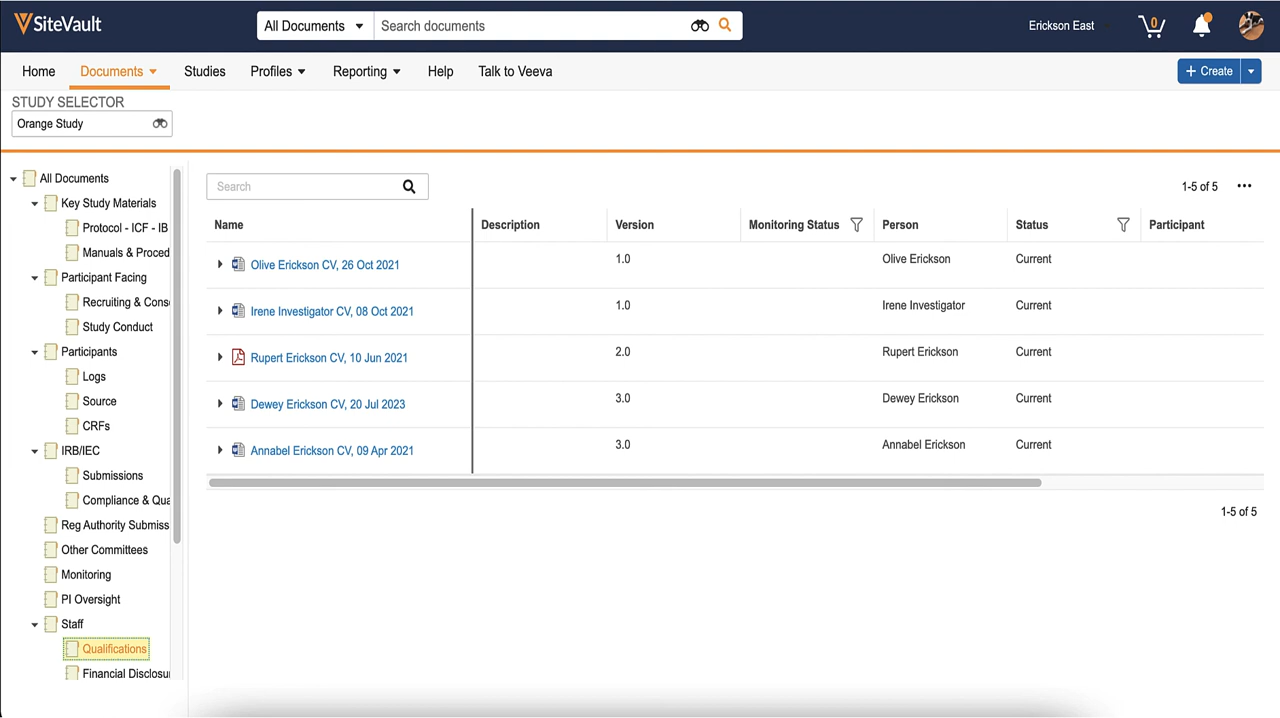 SiteVault
All Documents
Search documents
Erickson East
0
Home
Documents
Studies
Profiles
Reporting
Help
Talk to Veeva
+ Create
STUDY SELECTOR
Orange Study
All Documents
Key Study Materials
Protocol - ICF - IB
Manuals & Proced
Participant Facing
Recruiting & Cons
Study Conduct
Participants
Logs
Source
CRFs
IRB/IEC
Submissions
Compliance & Qua
Reg Authority Submiss
Other Committees
Monitoring
PI Oversight
Staff
Qualifications
Financial Disclosur
Search
1-5 of 5
Name Description Version Monitoring Status Person Status Participant
Olive Erickson CV, 26 Oct 2021 1.0 Olive Erickson Current
Irene Investigator CV, 08 Oct 2021 1.0 Irene Investigator Current
Rupert Erickson CV, 10 Jun 2021 2.0 Rupert Erickson Current
Dewey Erickson CV, 20 Jul 2023 3.0 Dewey Erickson Current
Annabel Erickson CV, 09 Apr 2021 3.0 Annabel Erickson Current
1-5 of 5